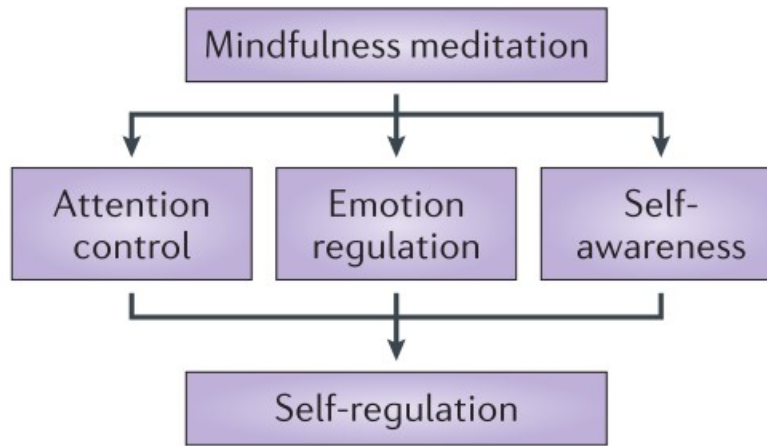 Mindfulness meditation
Attention
control
Emotion
regulation
Self-
awareness
Self-regulation